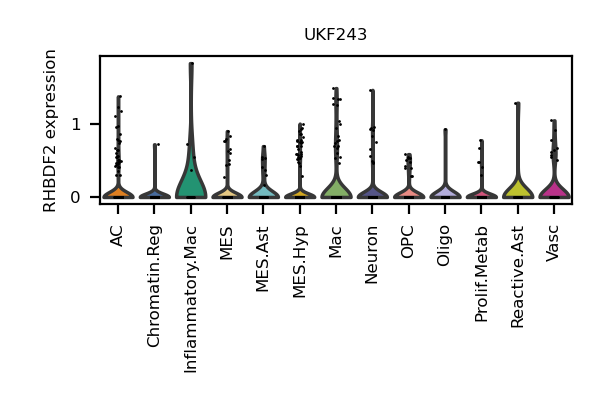 UKF243
RHBDF2 expression
1
0
AC
Chromatin.Reg
Inflammatory.Mac
MES
MES.Ast
MES.Hyp
Mac
Neuron
OPC
Oligo
Prolif.Metab
Reactive.Ast
Vasc